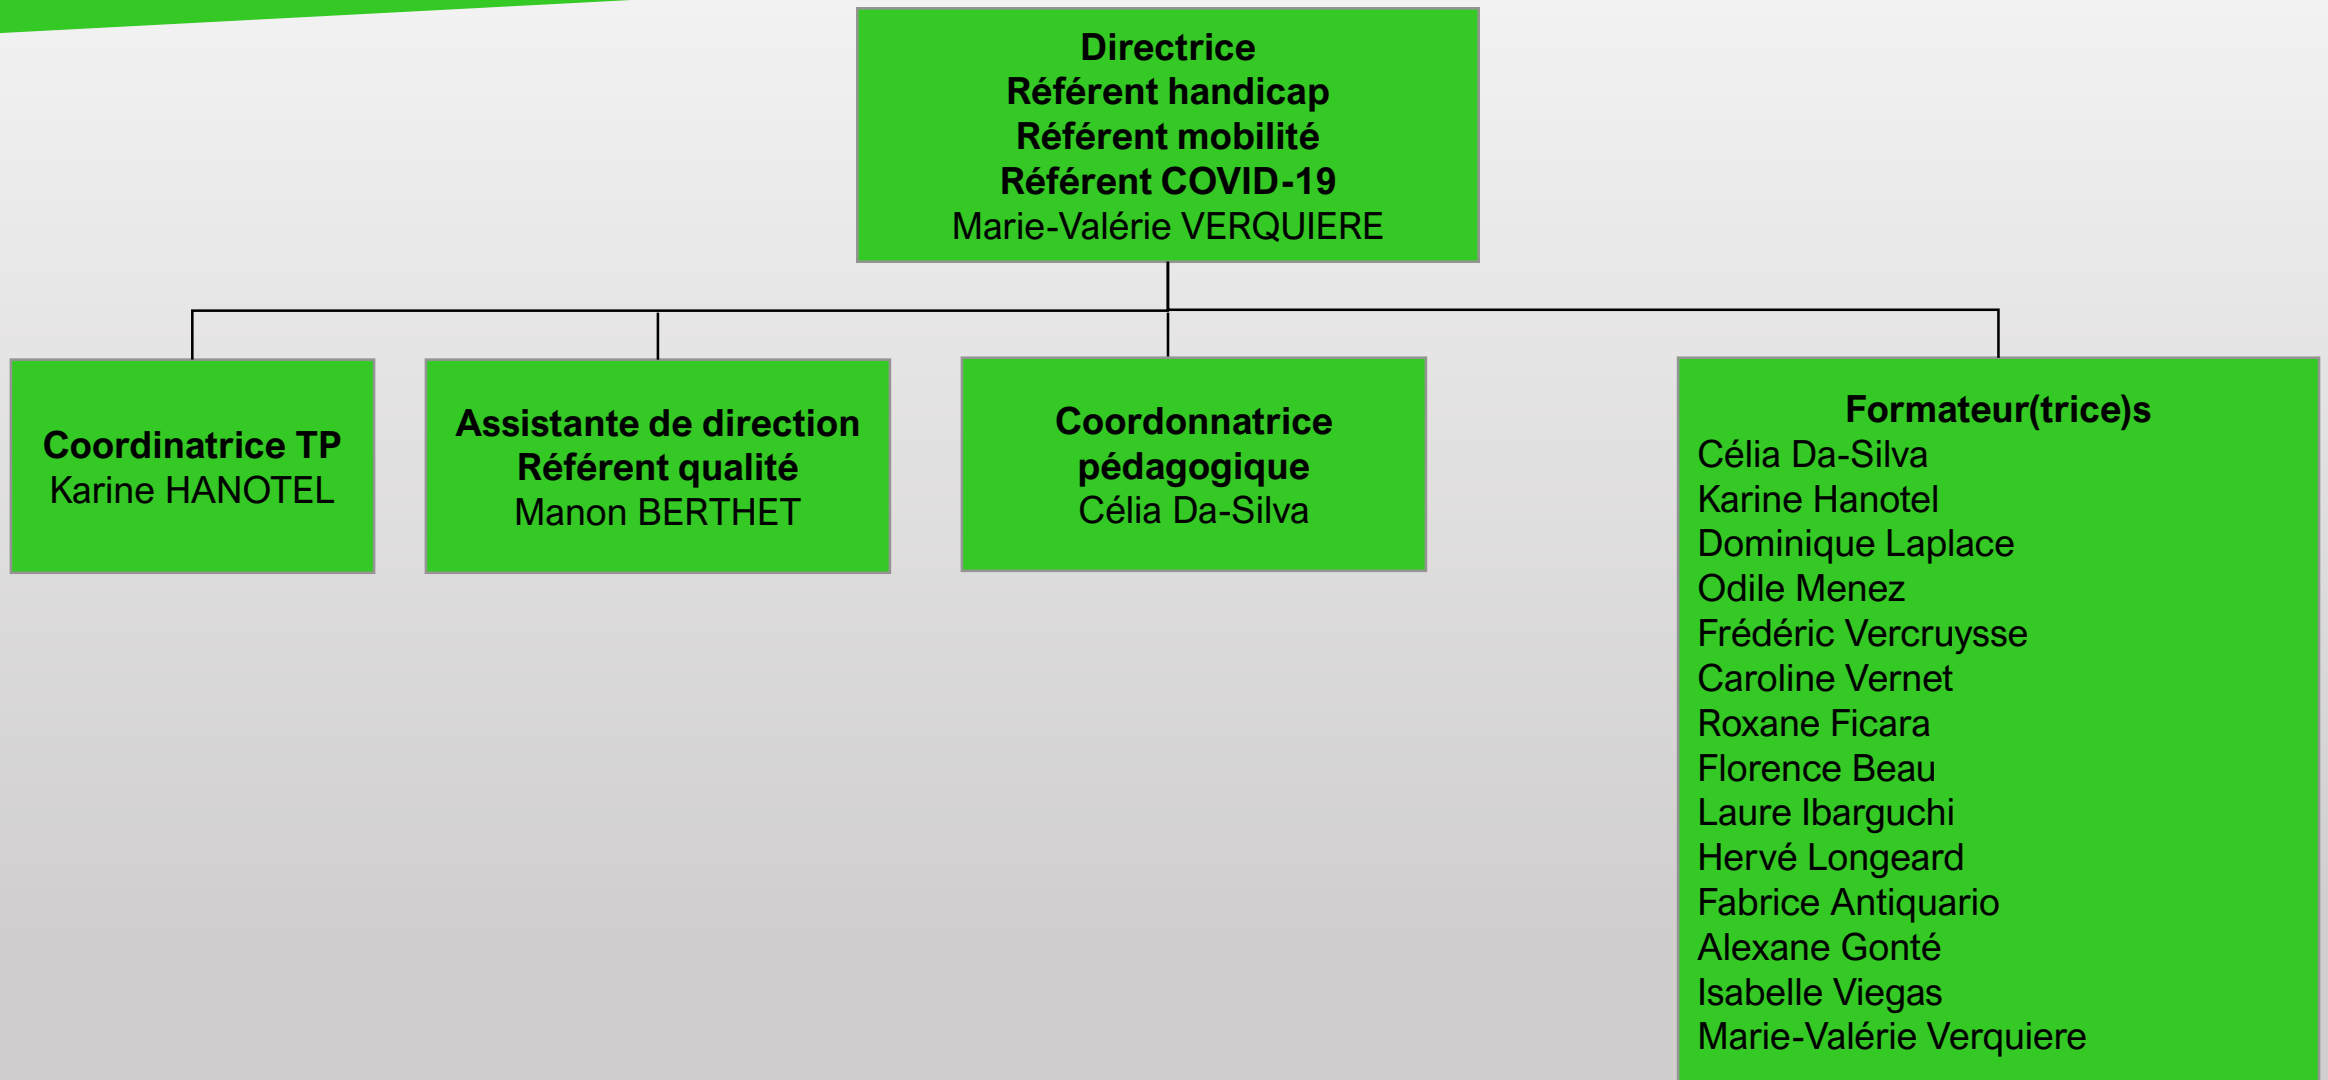 Directrice
Référent handicap
Référent mobilité
Référent COVID-19
Marie-Valérie VERQUIERE
Coordinatrice TP
Karine HANOTEL
Assistante de direction
Référent qualité
Manon BERTHET
Coordonnatrice
pédagogique
Célia Da-Silva
Formateur(trice)s
Célia Da-Silva
Karine Hanotel
Dominique Laplace
Odile Menez
Frédéric Vercruysse
Caroline Vernet
Roxane Ficara
Florence Beau
Laure Ibarguchi
Hervé Longeard
Fabrice Antiquario
Alexane Gonté
Isabelle Viegas
Marie-Valérie Verquiere